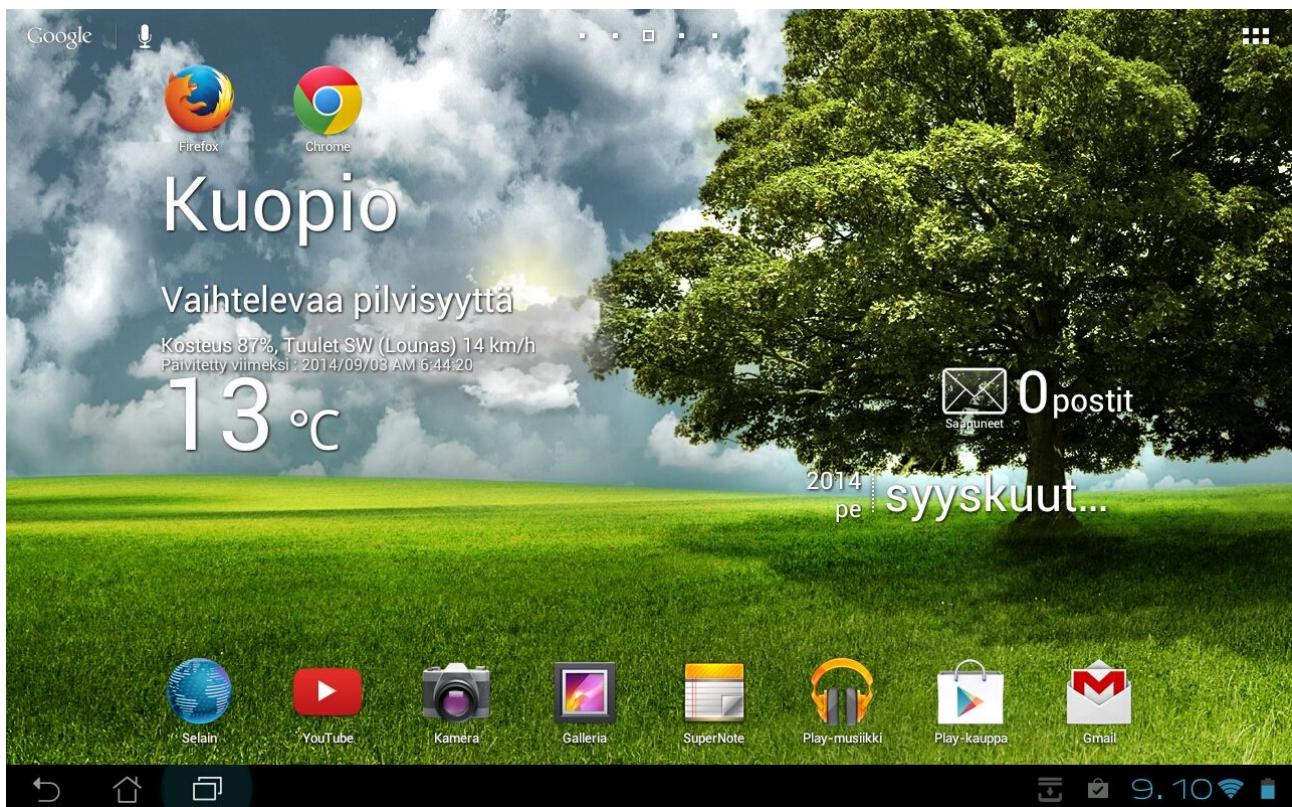 Google
Firefox
Chrome
Kuopio
Vaihtelevaa pilvisyyttä
Kosteus 87%, Tuulet SW (Lounas) 14 km/h
Päivitetty viimeksi : 2014/09/03 AM 6:44:20
13 °C
0 postit
Saapuneet
2014
pe
syyskuut...
Selain
YouTube
Kamera
Galleria
SuperNote
Play-musiikki
Play-kauppa
Gmail
9.10